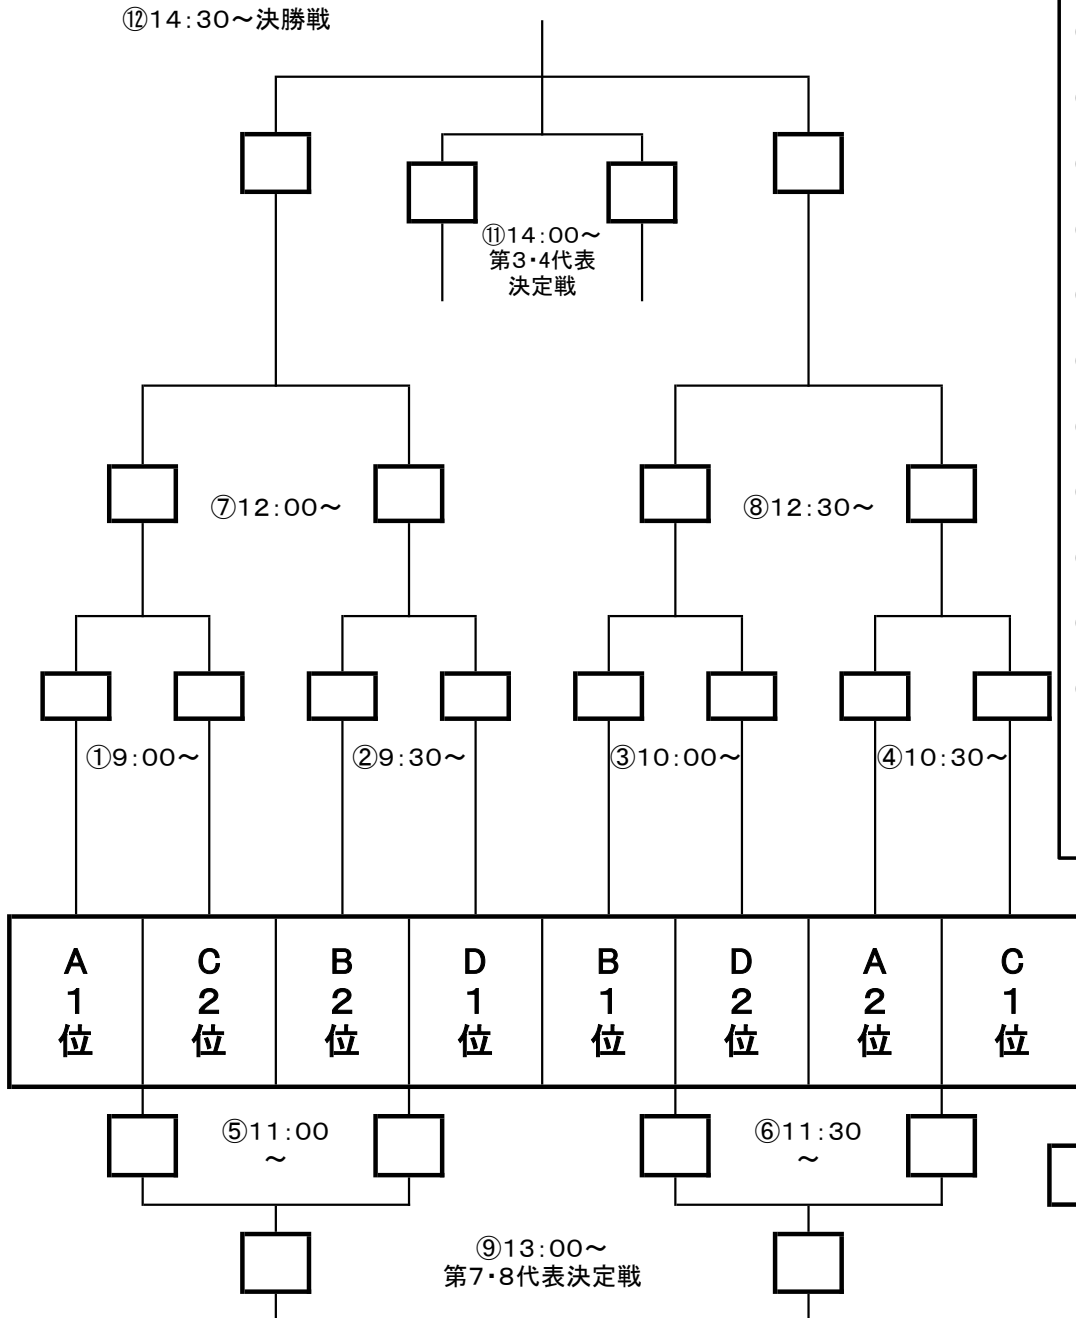 ⑫14:30～決勝戦
⑪14:00～
第3・4代表
決定戦
⑦12:00～
⑧12:30～
①9:00～
②9:30～
③10:00～
④10:30～
A
1
位
C
2
位
B
2
位
D
1
位
B
1
位
D
2
位
A
2
位
C
1
位
⑤11:00
～
⑥11:30
～
⑨13:00～
第7・8代表決定戦